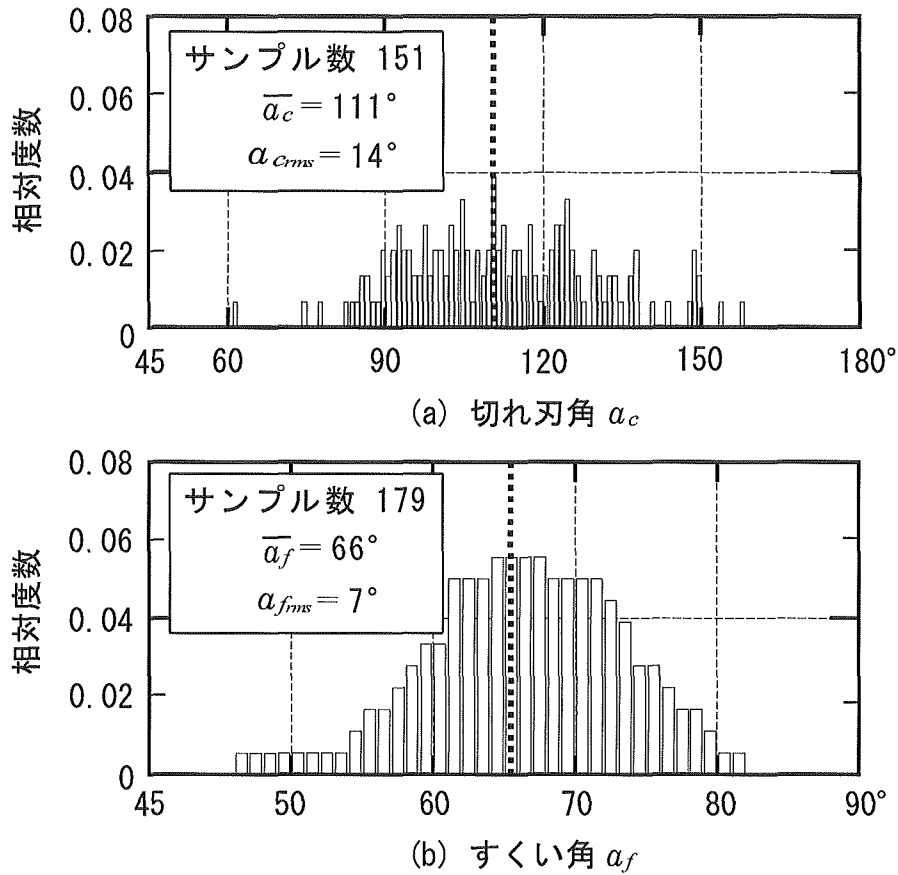 0.08
サンプル数 151
a̅c = 111°
0.06
acrms = 14°
0.04
相対度数
0.02
0
45 60 90 120 150 180°
(a) 切れ刃角 ac
0.08
サンプル数 179
a̅f = 66°
0.06
afrms = 7°
0.04
相対度数
0.02
0
45 50 60 70 80 90°
(b) すくい角 af